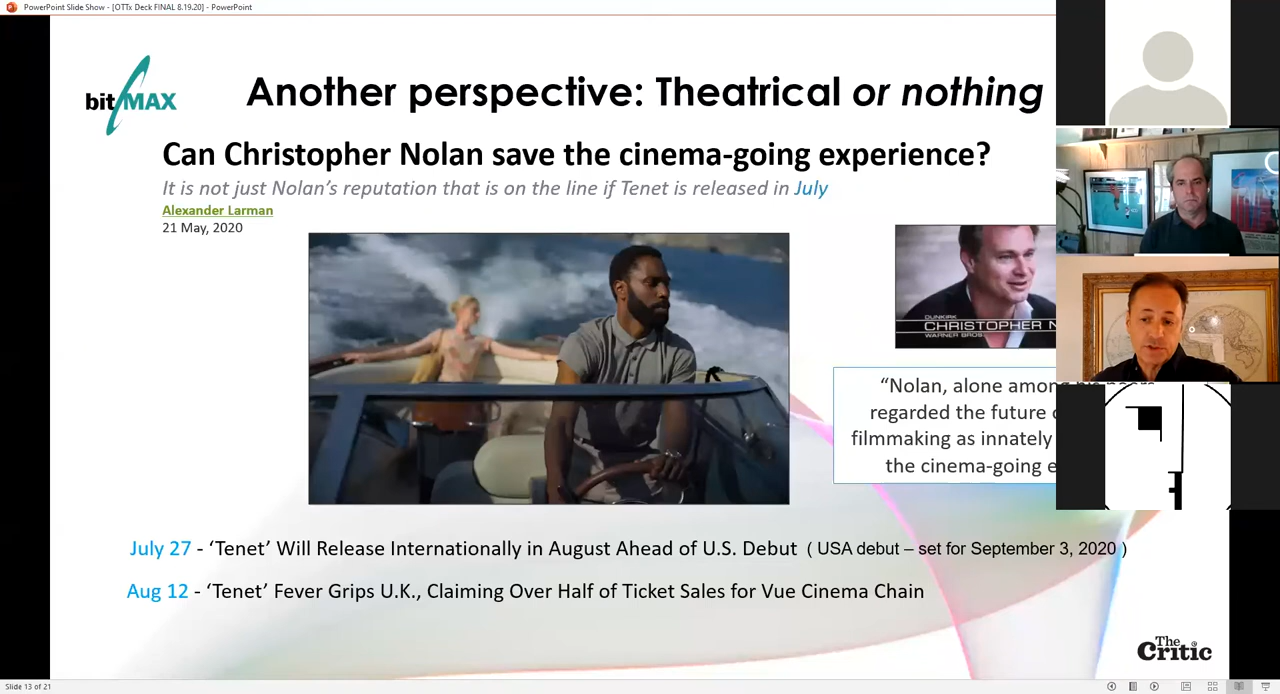 PowerPoint Slide Show - [OTTx Deck FINAL 8.19.20] - PowerPoint
bit MAX
Another perspective: Theatrical or nothing
Can Christopher Nolan save the cinema-going experience?
It is not just Nolan's reputation that is on the line if Tenet is released in July
Alexander Larman
21 May, 2020
DUNKIRK
CHRISTOPHER N
WARNER BROS
“Nolan, alone among
regarded the future
filmmaking as innately
the cinema-going
July 27 - ‘Tenet’ Will Release Internationally in August Ahead of U.S. Debut ( USA debut – set for September 3, 2020 )
Aug 12 - ‘Tenet’ Fever Grips U.K., Claiming Over Half of Ticket Sales for Vue Cinema Chain
The
Critic
Slide 13 of 21